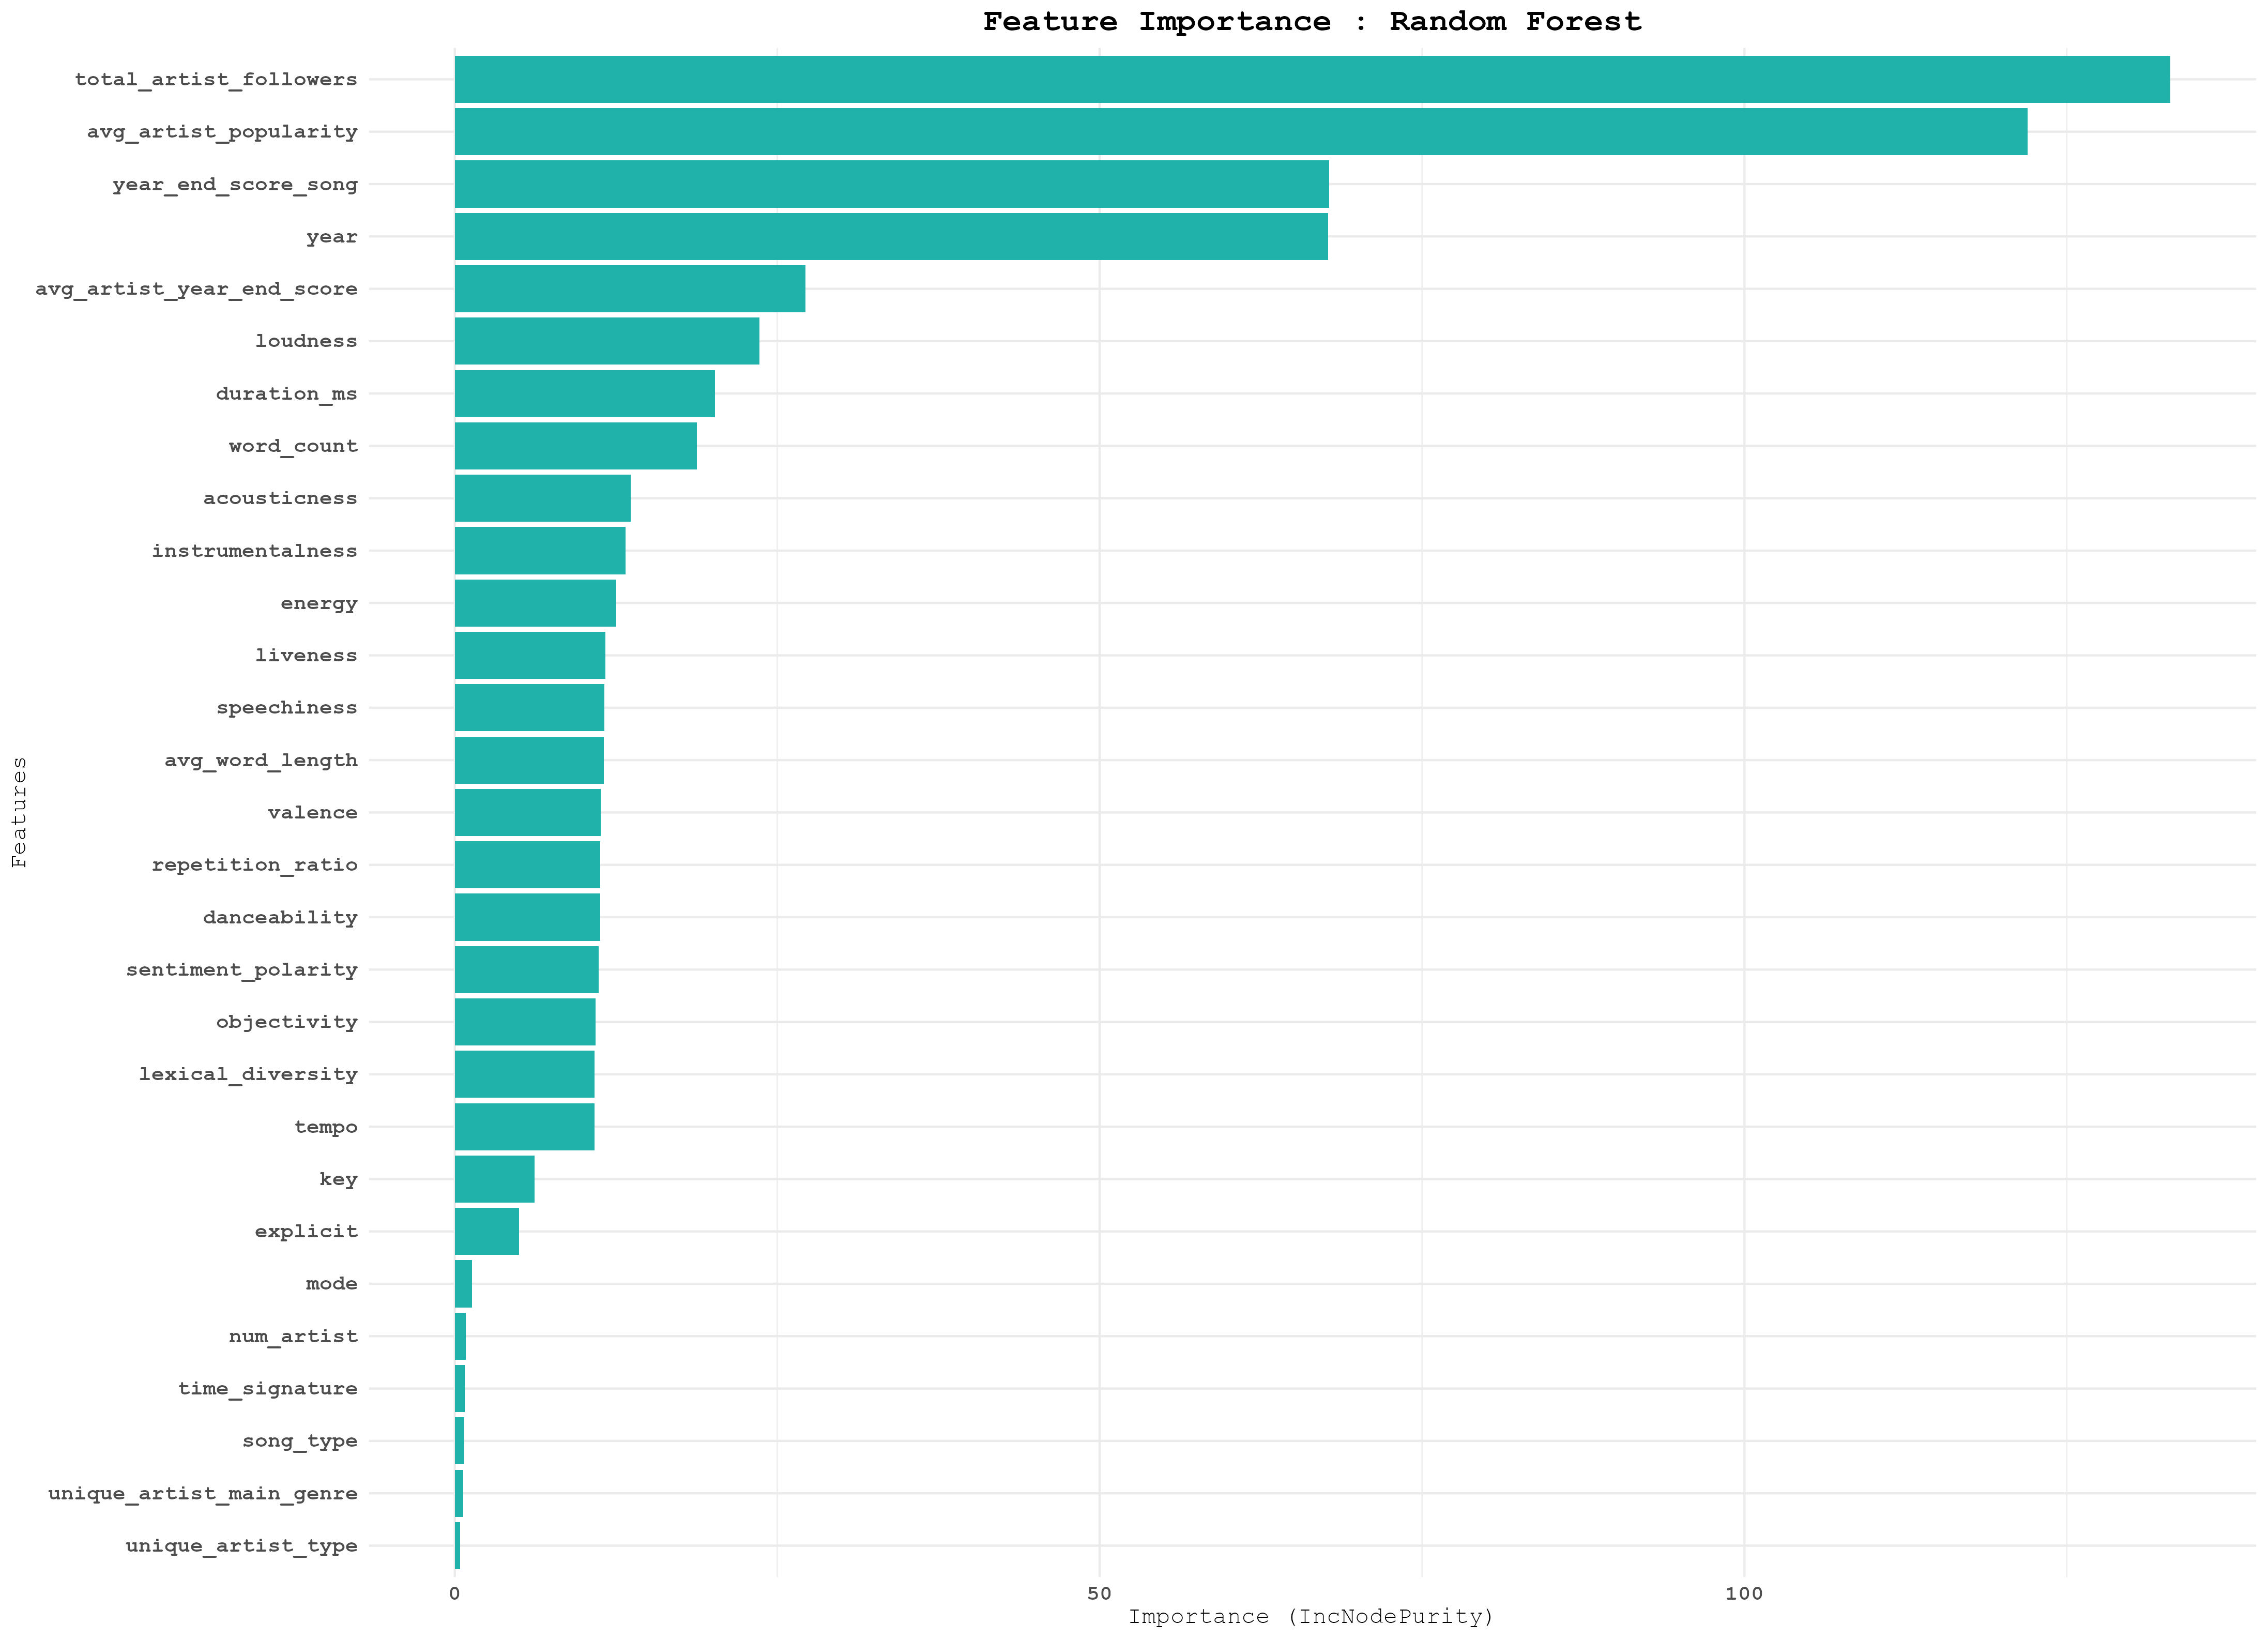 Feature Importance : Random Forest
total_artist_followers
avg_artist_popularity
year_end_score_song
year
avg_artist_year_end_score
loudness
duration_ms
word_count
acousticness
instrumentalness
energy
liveness
speechiness
avg_word_length
valence
repetition_ratio
danceability
sentiment_polarity
objectivity
lexical_diversity
tempo
key
explicit
mode
num_artist
time_signature
song_type
unique_artist_main_genre
unique_artist_type
Features
0 50 100
Importance (IncNodePurity)